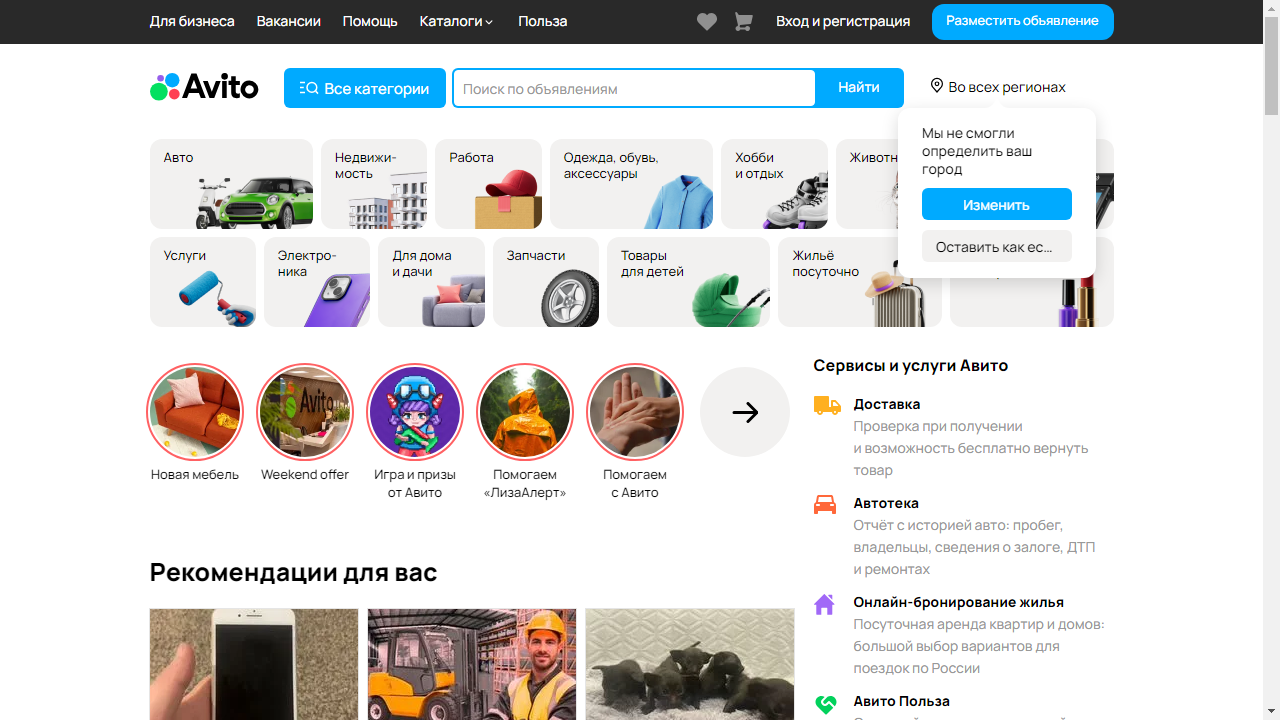 Для бизнеса Вакансии Помощь Каталоги Польза Вход и регистрация Разместить объявление
Avito Все категории Поиск по объявлениям Найти Во всех регионах
Мы не смогли
определить ваш
город
Изменить
Оставить как ес...
Авто
Недвижи-
мость
Работа
Одежда, обувь,
аксессуары
Хобби
и отдых
Животн
Услуги
Электро-
ника
Для дома
и дачи
Запчасти
Товары
для детей
Жильё
посуточно
Новая мебель
Weekend offer
Игра и призы
от Авито
Помогаем
«ЛизаАлерт»
Помогаем
с Авито
Avito
Сервисы и услуги Авито
Доставка
Проверка при получении
и возможность бесплатно вернуть
товар
Автотека
Отчёт с историей авто: пробег,
владельцы, сведения о залоге, ДТП
и ремонтах
Онлайн-бронирование жилья
Посуточная аренда квартир и домов:
большой выбор вариантов для
поездок по России
Авито Польза
Рекомендации для вас